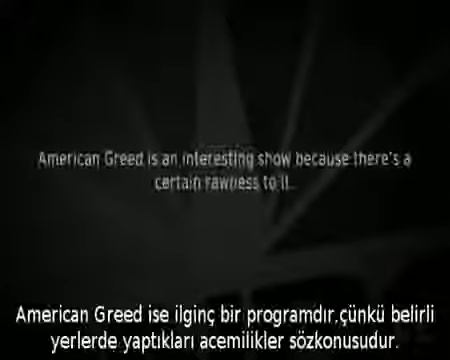 American Greed is an interesting show because there's a
certain rawness to it.
American Greed ise ilginç bir programdır,çünkü belirli
yerlerde yaptıkları acemilikler sözkonusudur.